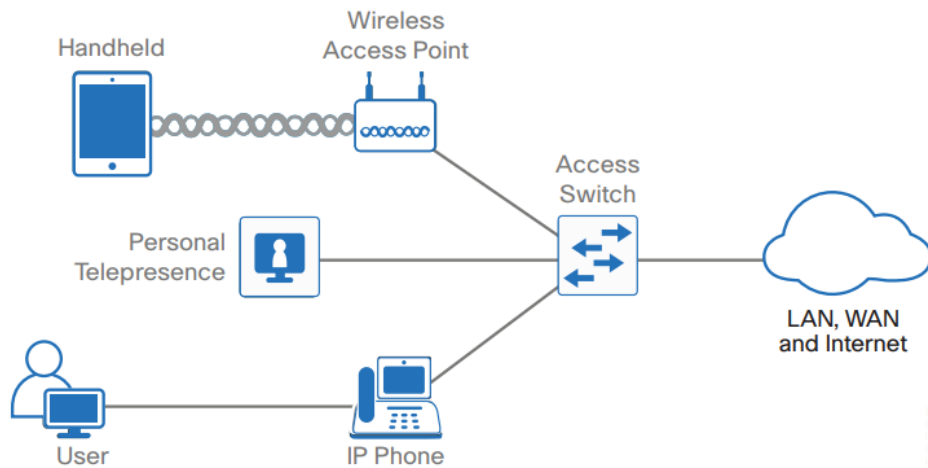 Wireless
Access Point
Handheld
Access
Switch
Personal
Telepresence
LAN, WAN
and Internet
User
IP Phone